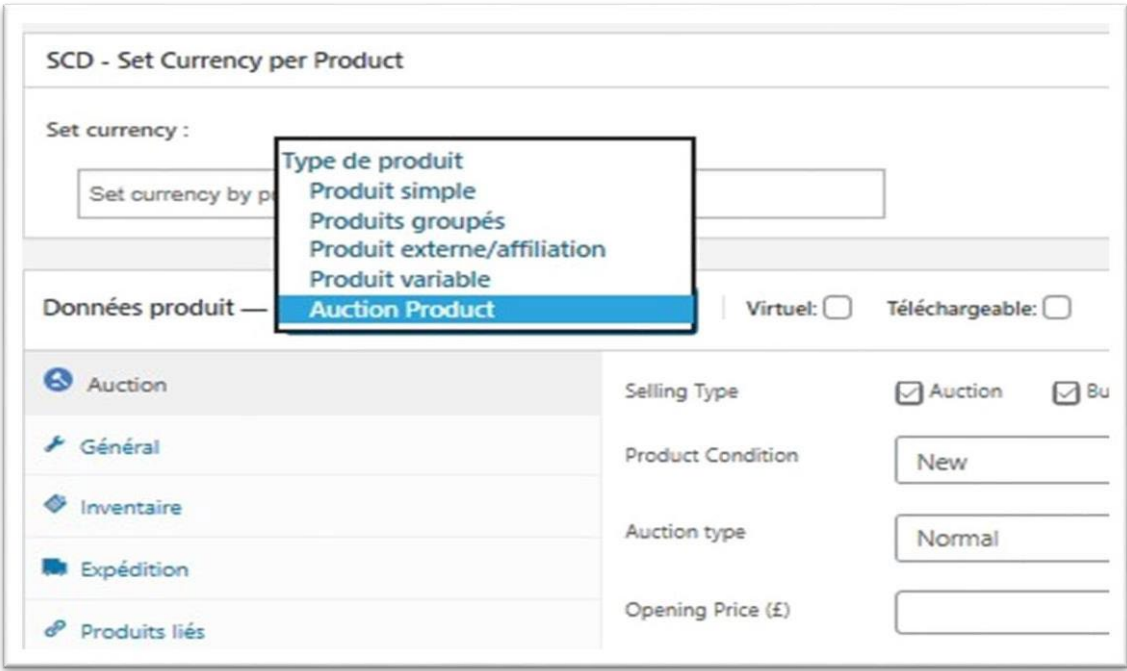 SCD - Set Currency per Product
Set currency :
Set currency by
Type de produit
Produit simple
Produits groupés
Produit externe/affiliation
Produit variable
Auction Product
Données produit —
Virtuel:
Téléchargeable:
Auction
Général
Inventaire
Expédition
Produits liés
Selling Type
Auction
Product Condition
New
Auction type
Normal
Opening Price (£)